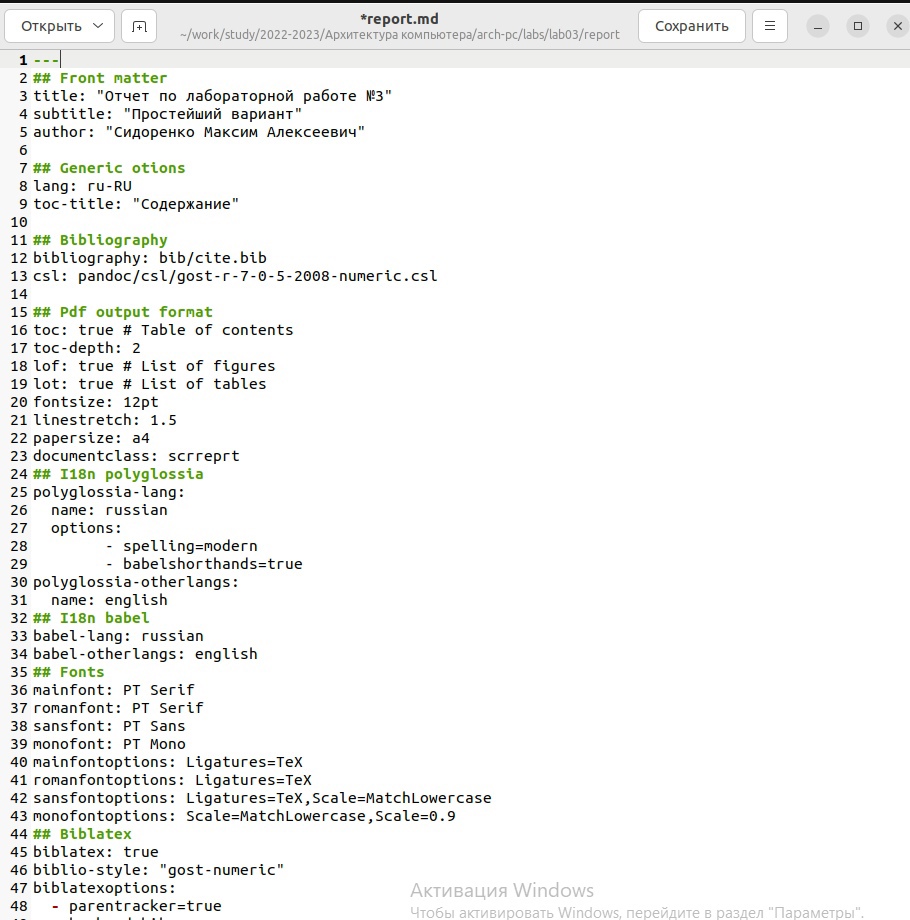 Открыть
*report.md
~/work/study/2022-2023/Архитектура компьютера/arch-pc/labs/lab03/report
Сохранить
1 ---
2 ## Front matter
3 title: "Отчет по лабораторной работе №3"
4 subtitle: "Простейший вариант"
5 author: "Сидоренко Максим Алексеевич"
6
7 ## Generic otions
8 lang: ru-RU
9 toc-title: "Содержание"
10
11 ## Bibliography
12 bibliography: bib/cite.bib
13 csl: pandoc/csl/gost-r-7-0-5-2008-numeric.csl
14
15 ## Pdf output format
16 toc: true # Table of contents
17 toc-depth: 2
18 lof: true # List of figures
19 lot: true # List of tables
20 fontsize: 12pt
21 linestretch: 1.5
22 papersize: a4
23 documentclass: scrreprt
24 ## I18n polyglossia
25 polyglossia-lang:
26   name: russian
27   options:
28         - spelling=modern
29         - babelshorthands=true
30 polyglossia-otherlangs:
31   name: english
32 ## I18n babel
33 babel-lang: russian
34 babel-otherlangs: english
35 ## Fonts
36 mainfont: PT Serif
37 romanfont: PT Serif
38 sansfont: PT Sans
39 monofont: PT Mono
40 mainfontoptions: Ligatures=TeX
41 romanfontoptions: Ligatures=TeX
42 sansfontoptions: Ligatures=TeX,Scale=MatchLowercase
43 monofontoptions: Scale=MatchLowercase,Scale=0.9
44 ## Biblatex
45 biblatex: true
46 biblio-style: "gost-numeric"
47 biblatexoptions:
48   - parentracker=true
Активация Windows
Чтобы активировать Windows, перейдите в раздел "Параметры".